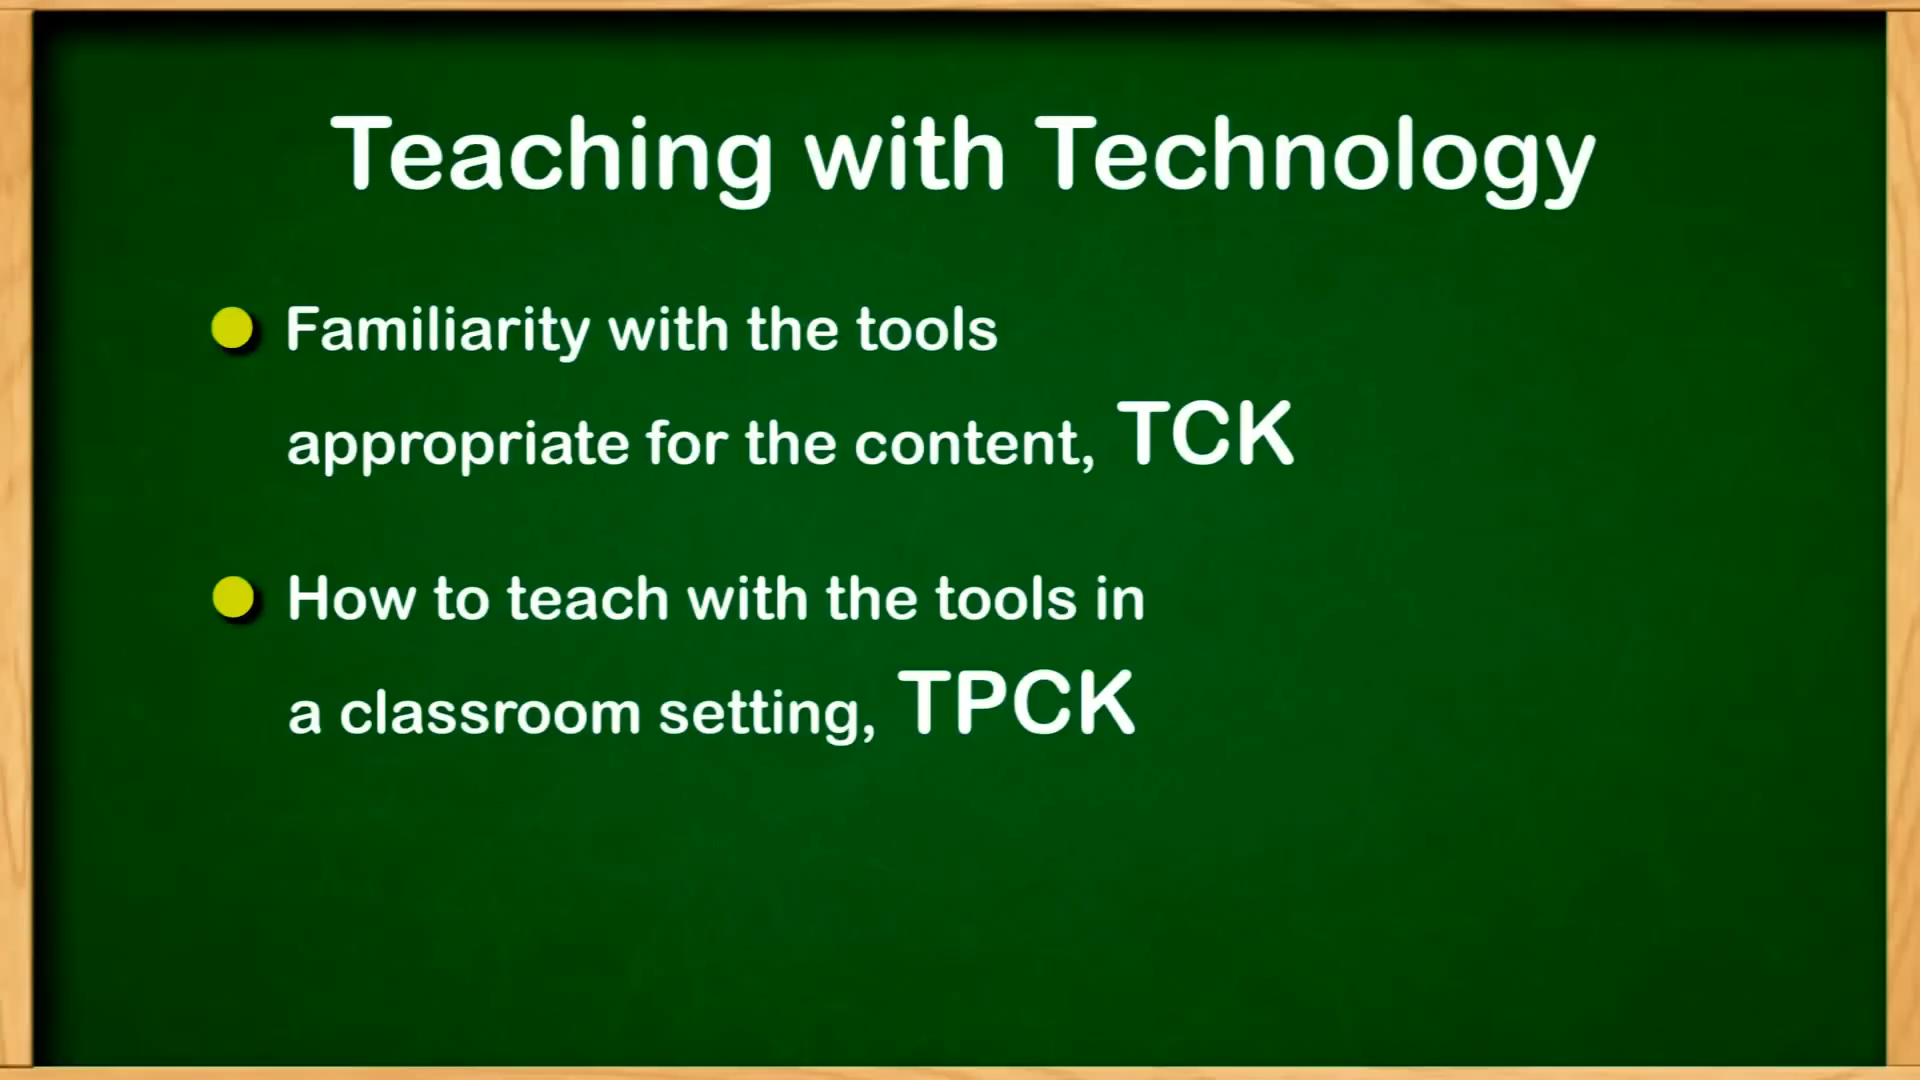 Teaching with Technology
Familiarity with the tools
appropriate for the content, TCK
How to teach with the tools in
a classroom setting, TPCK